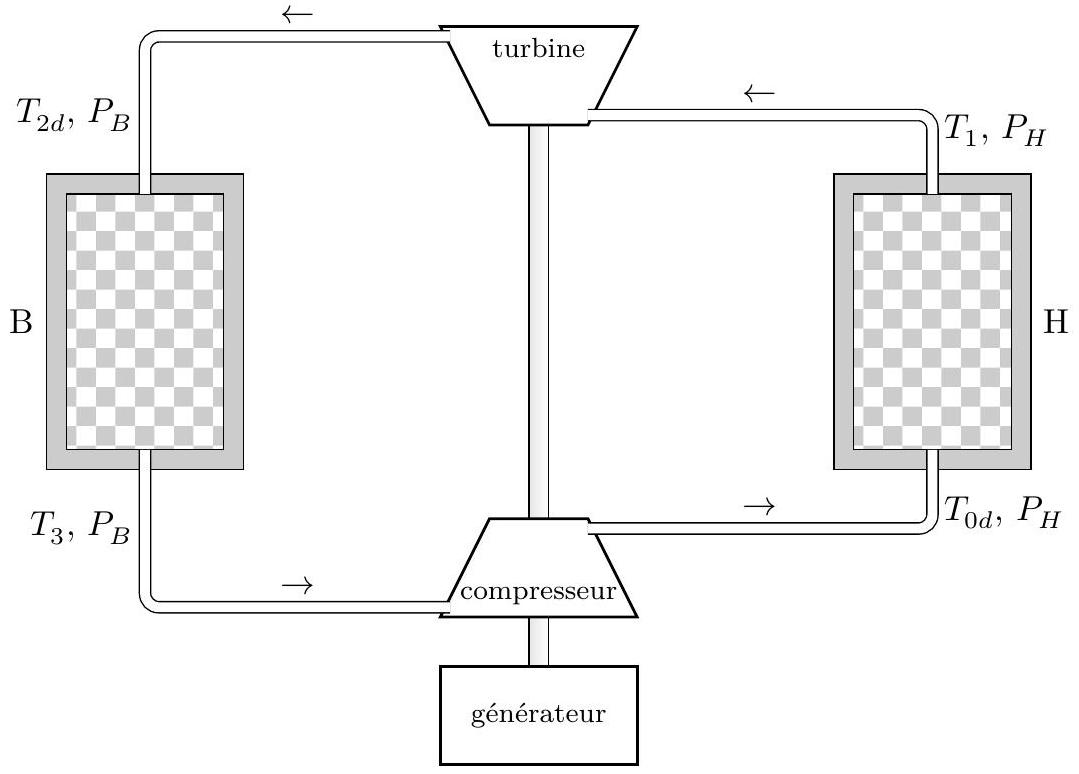 ←
turbine
←
T_{2d}, P_B
T_1, P_H
B
H
T_3, P_B
→
T_{0d}, P_H
→
compresseur
générateur